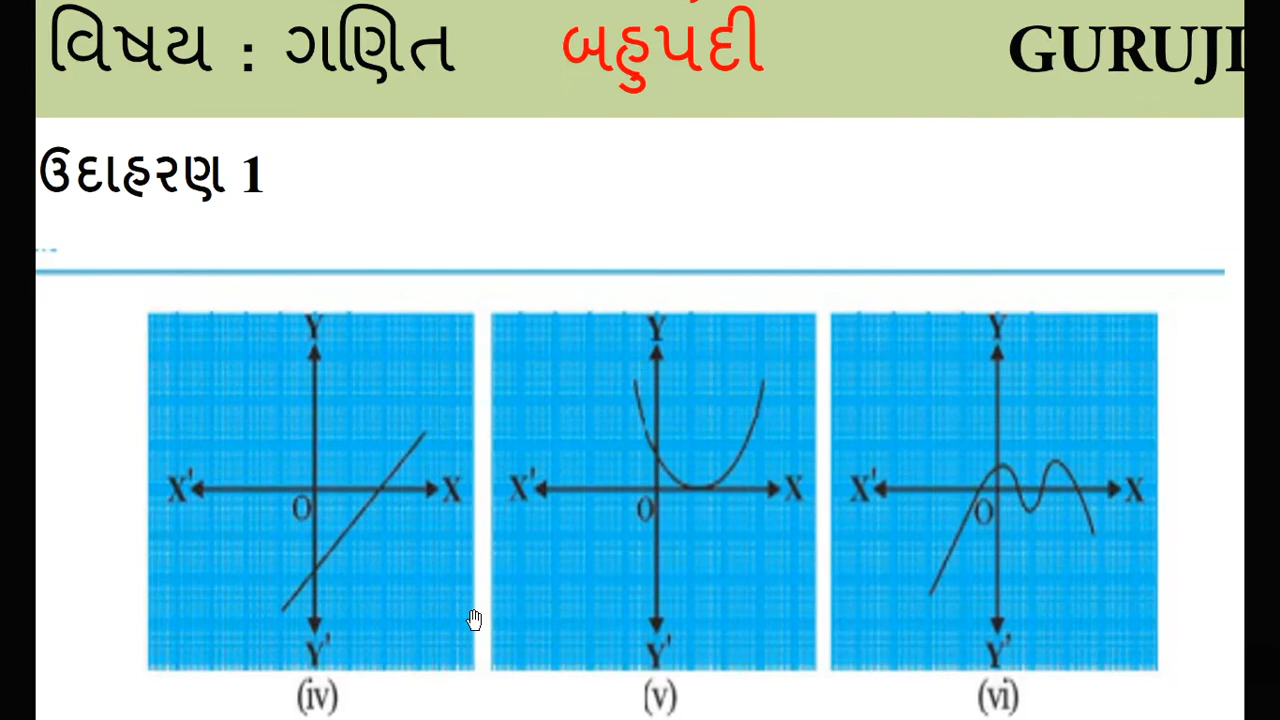 વિષય : ગણિત બહુપદી GURUJI
ઉદાહરણ 1
Y Y Y
X' O X X' O X X' O X
Y' Y' Y'
(iv) (v) (vi)